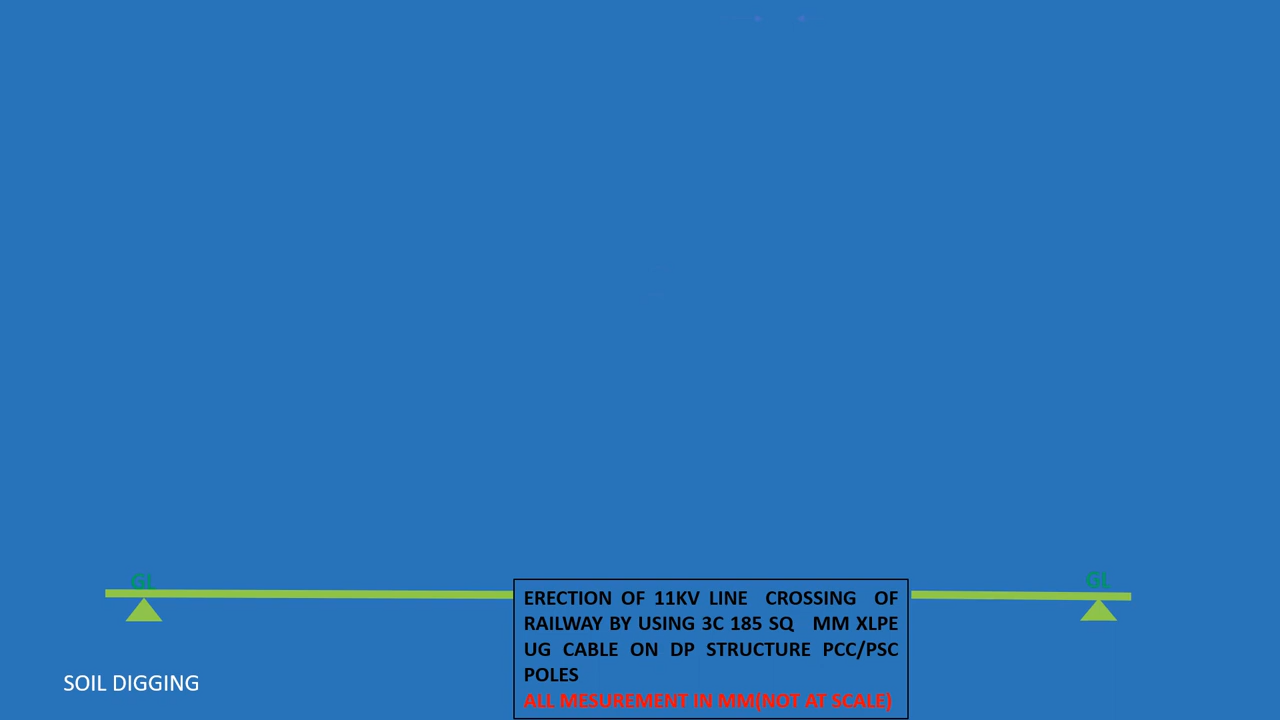 GL
GL
ERECTION OF 11KV LINE CROSSING OF
RAILWAY BY USING 3C 185 SQ MM XLPE
UG CABLE ON DP STRUCTURE PCC/PSC
POLES
ALL MESUREMENT IN MM(NOT AT SCALE)
SOIL DIGGING